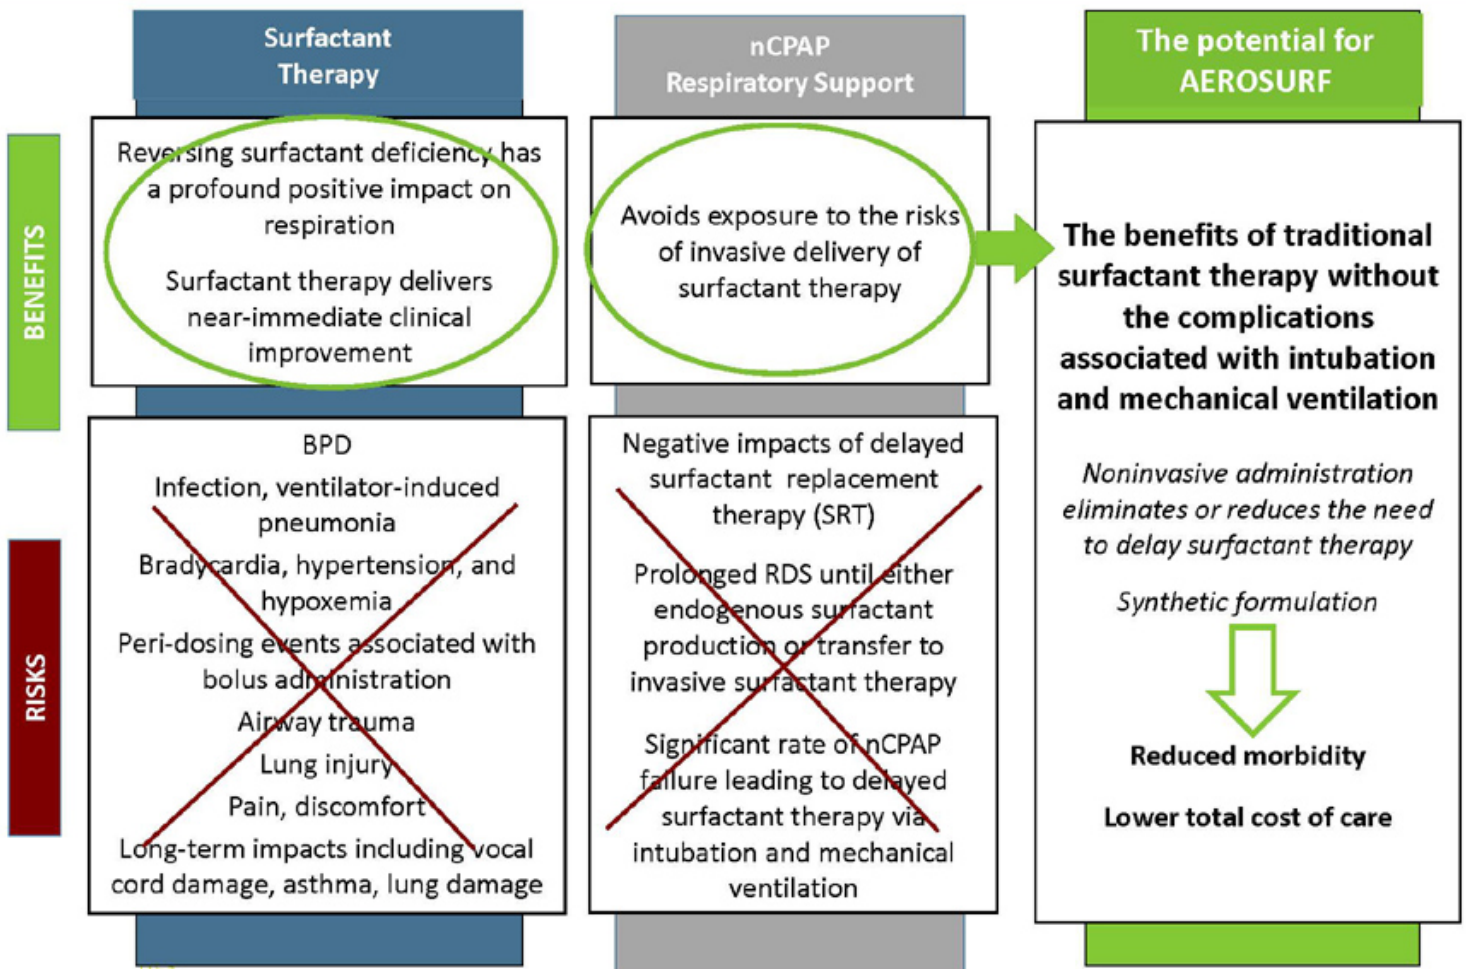 Surfactant
Therapy
nCPAP
Respiratory Support
The potential for
AEROSURF
BENEFITS
Reversing surfactant deficiency has
a profound positive impact on
respiration
Surfactant therapy delivers
near-immediate clinical
improvement
Avoids exposure to the risks
of invasive delivery of
surfactant therapy
The benefits of traditional
surfactant therapy without
the complications
associated with intubation
and mechanical ventilation
Noninvasive administration
eliminates or reduces the need
to delay surfactant therapy
Synthetic formulation
Reduced morbidity
Lower total cost of care
RISKS
BPD
Infection, ventilator-induced
pneumonia
Bradycardia, hypertension, and
hypoxemia
Peri-dosing events associated with
bolus administration
Airway trauma
Lung injury
Pain, discomfort
Long-term impacts including vocal
cord damage, asthma, lung damage
Negative impacts of delayed
surfactant replacement
therapy (SRT)
Prolonged RDS until either
endogenous surfactant
production or transfer to
invasive surfactant therapy
Significant rate of nCPAP
failure leading to delayed
surfactant therapy via
intubation and mechanical
ventilation